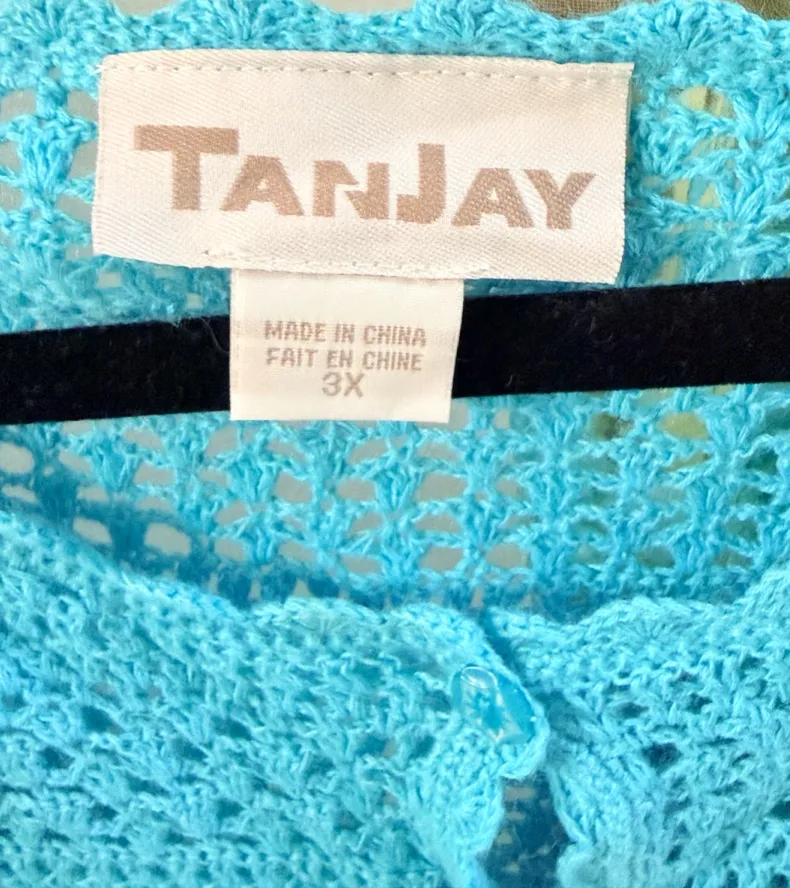 TANJAY
MADE IN CHINA
FAIT EN CHINE
3X